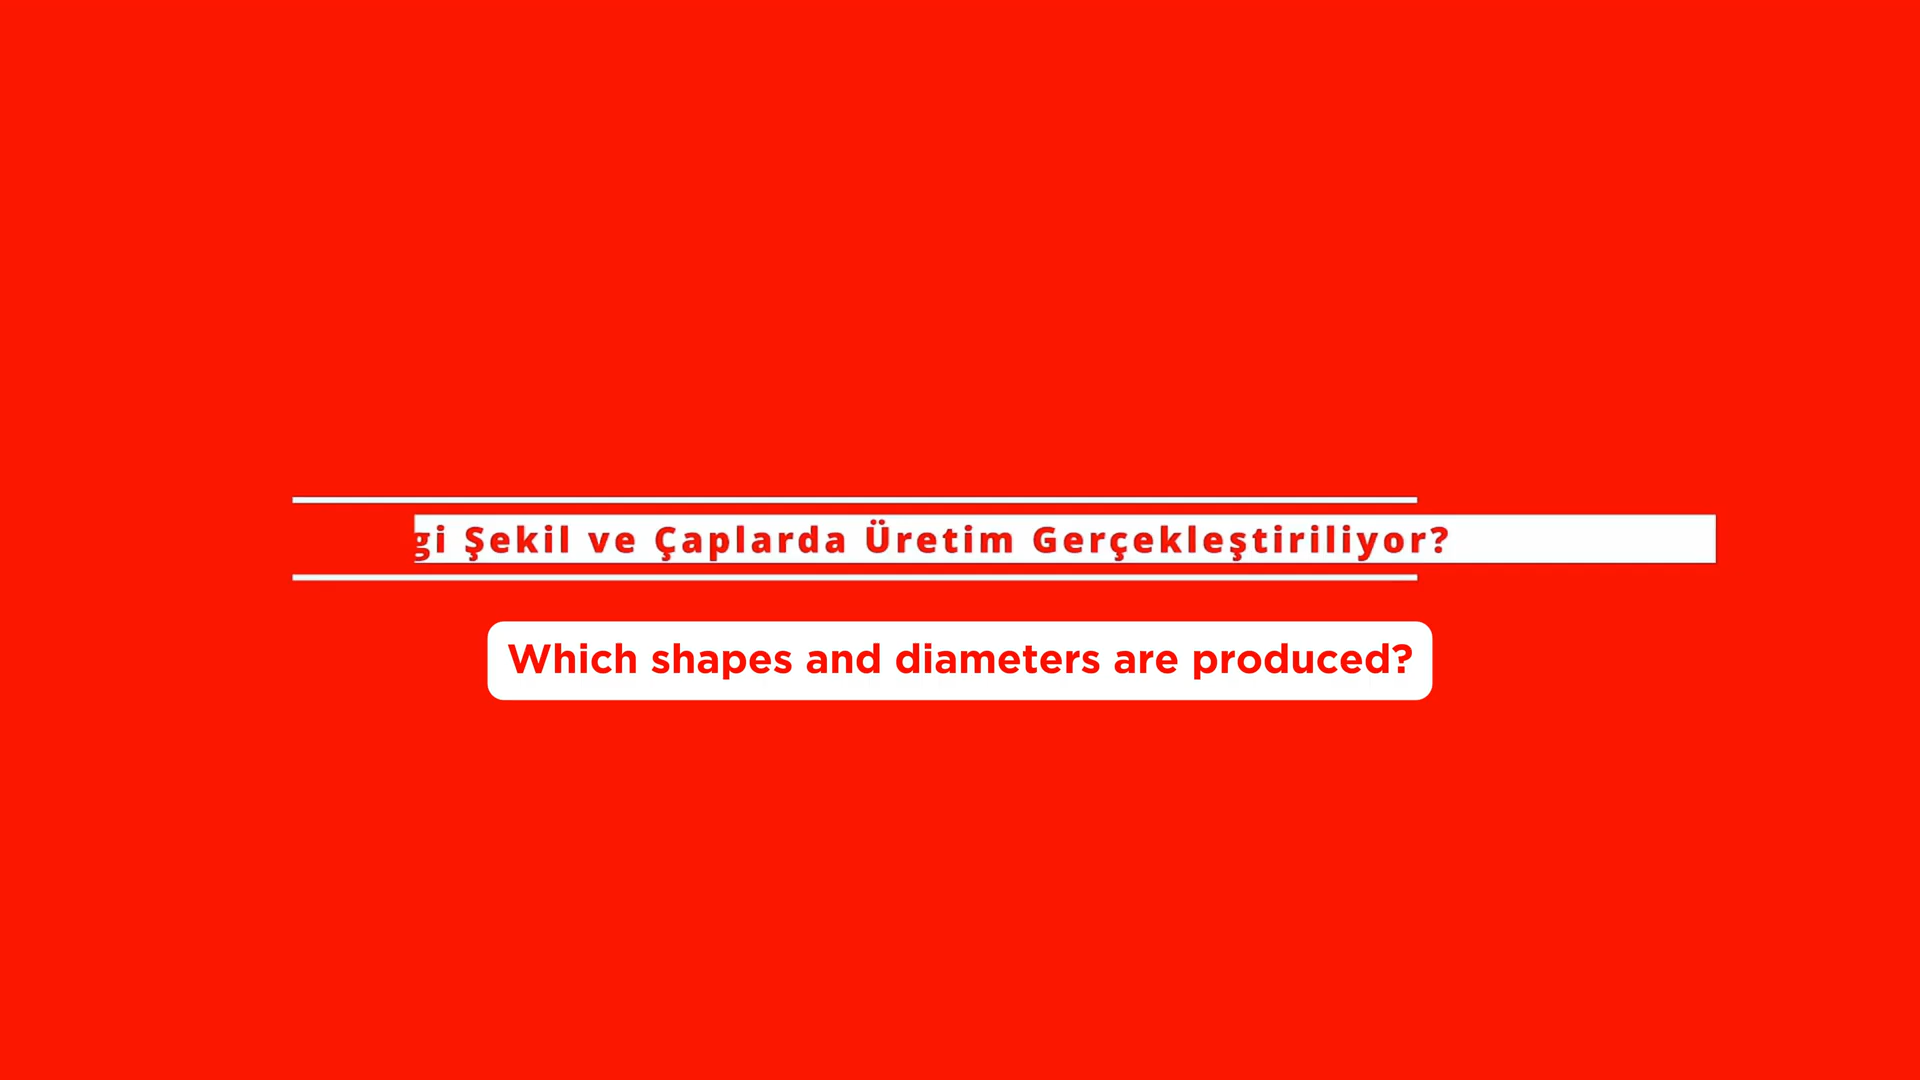 gi Şekil ve Çaplarda Üretim Gerçekleştiriliyor?
Which shapes and diameters are produced?